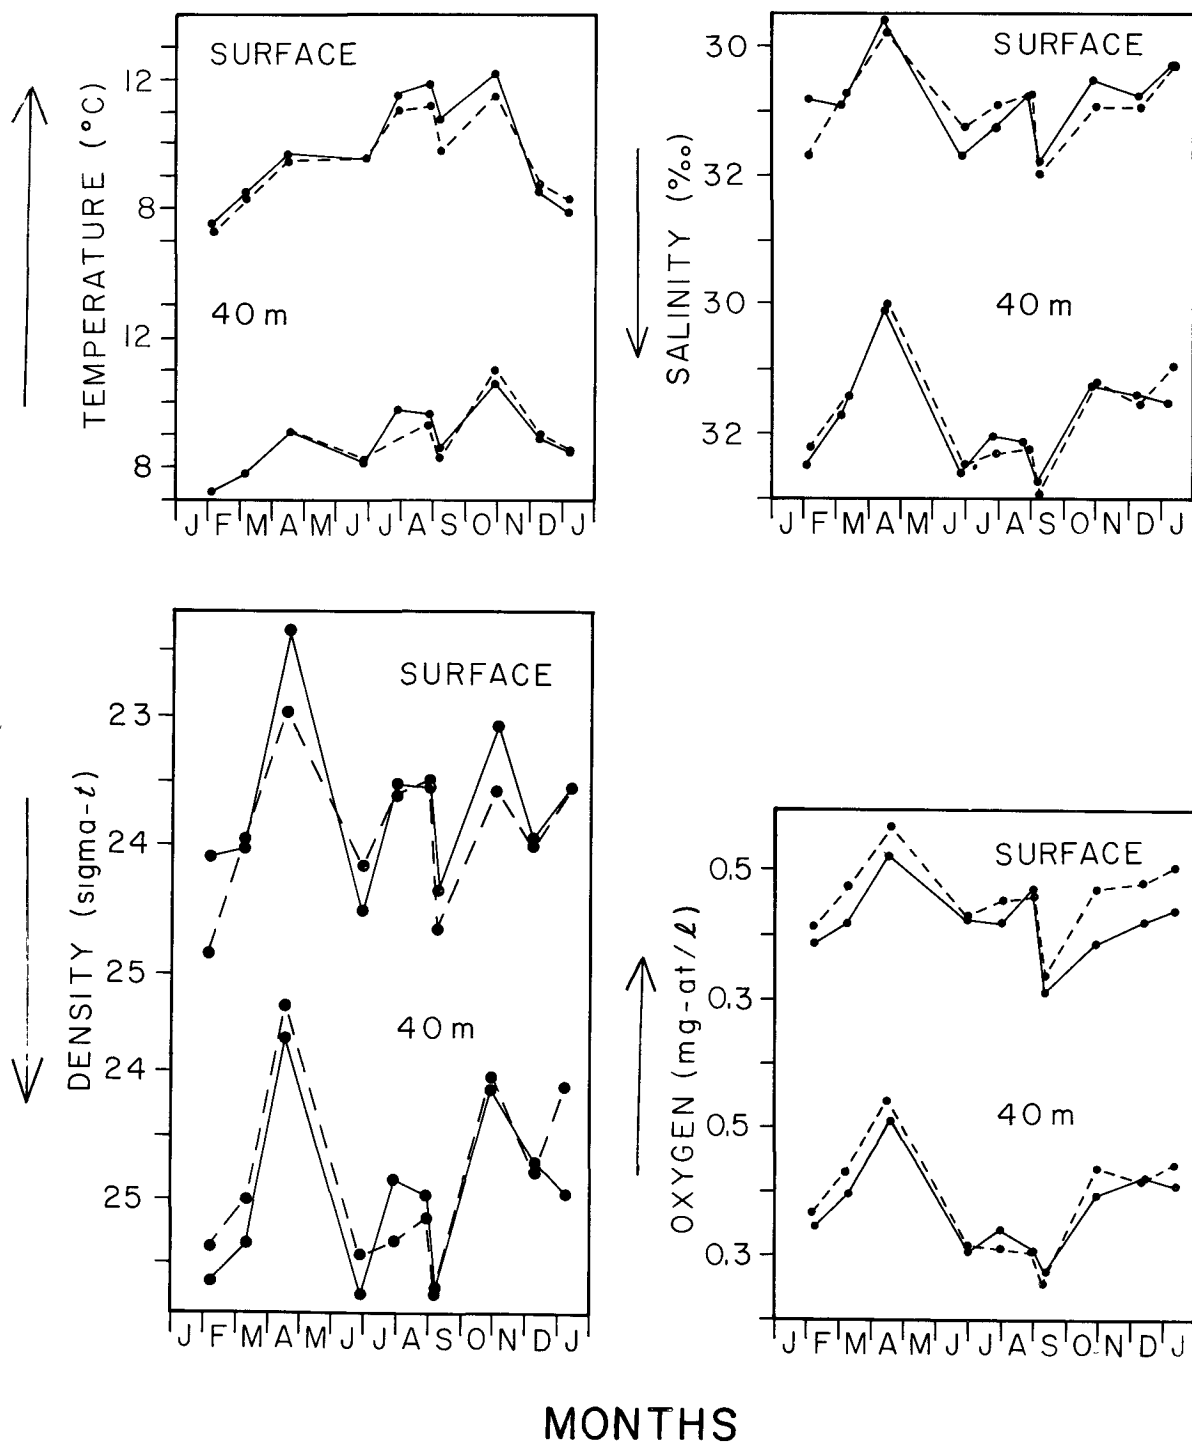 SURFACE
12
8
40 m
12
8
TEMPERATURE (°C)
J F M A M J J A S O N D J
SURFACE
30
32
40 m
30
32
SALINITY (‰)
J F M A M J J A S O N D J
SURFACE
23
24
25
40 m
24
25
DENSITY (sigma-t)
J F M A M J J A S O N D J
SURFACE
0.5
0.3
40 m
0.5
0.3
OXYGEN (mg-at/ℓ)
J F M A M J J A S O N D J
MONTHS